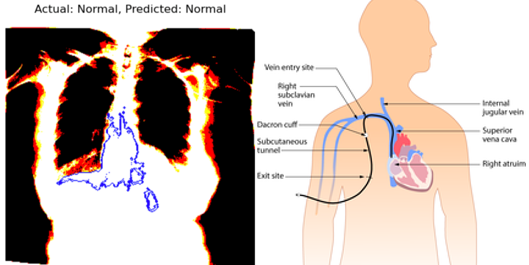 Actual: Normal, Predicted: Normal
Vein entry site
Right
subclavian
vein
Dacron cuff
Subcutaneous
tunnel
Exit site
Internal
jugular vein
Superior
vena cava
Right atrium